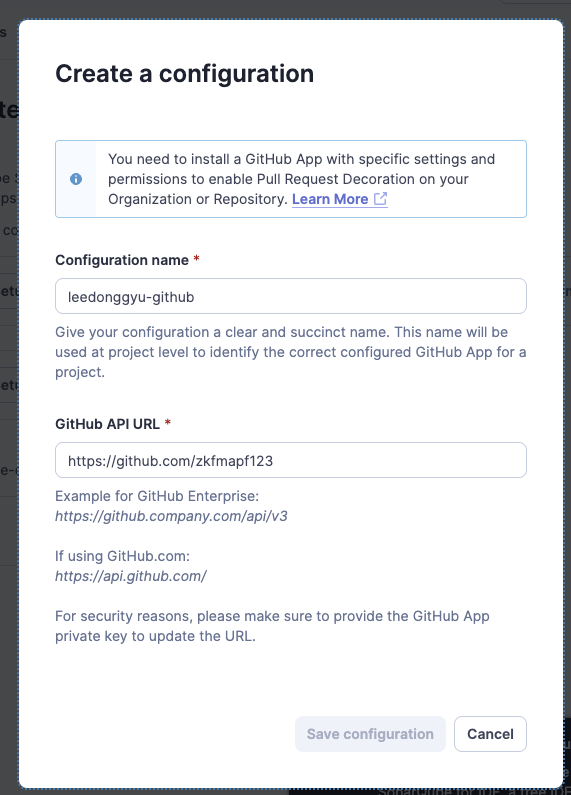 Create a configuration
You need to install a GitHub App with specific settings and
permissions to enable Pull Request Decoration on your
Organization or Repository. Learn More
Configuration name *
leedonggyu-github
Give your configuration a clear and succinct name. This name will be
used at project level to identify the correct configured GitHub App for a
project.
GitHub API URL *
https://github.com/zkfmapf123
Example for GitHub Enterprise:
https://github.company.com/api/v3
If using GitHub.com:
https://api.github.com/
For security reasons, please make sure to provide the GitHub App
private key to update the URL.
Save configuration
Cancel